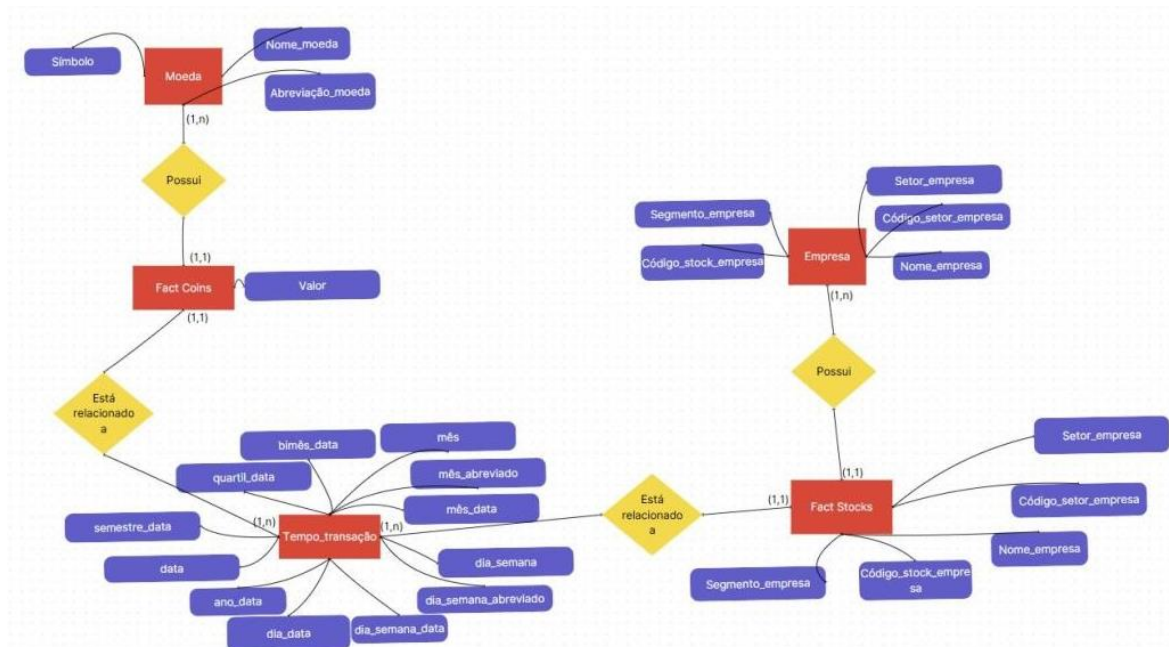 Símbolo
Moeda
Nome_moeda
Abreviação_moeda
(1,n)
Possui
(1,1)
Fact Coins
Valor
(1,1)
Está
relacionado
a
Setor_empresa
Segmento_empresa
Código_setor_empresa
Código_stock_empresa
Empresa
Nome_empresa
(1,n)
Possui
(1,1)
bimês_data
mês
quartil_data
mês_abreviado
mês_data
semestre_data
(1,n)
Tempo_transação
(1,n)
data
dia_semana
ano_data
dia_semana_abreviado
dia_data
dia_semana_data
Está
relacionado
a
(1,1)
Fact Stocks
Setor_empresa
Código_setor_empresa
Nome_empresa
Segmento_empresa
Código_stock_empre
sa